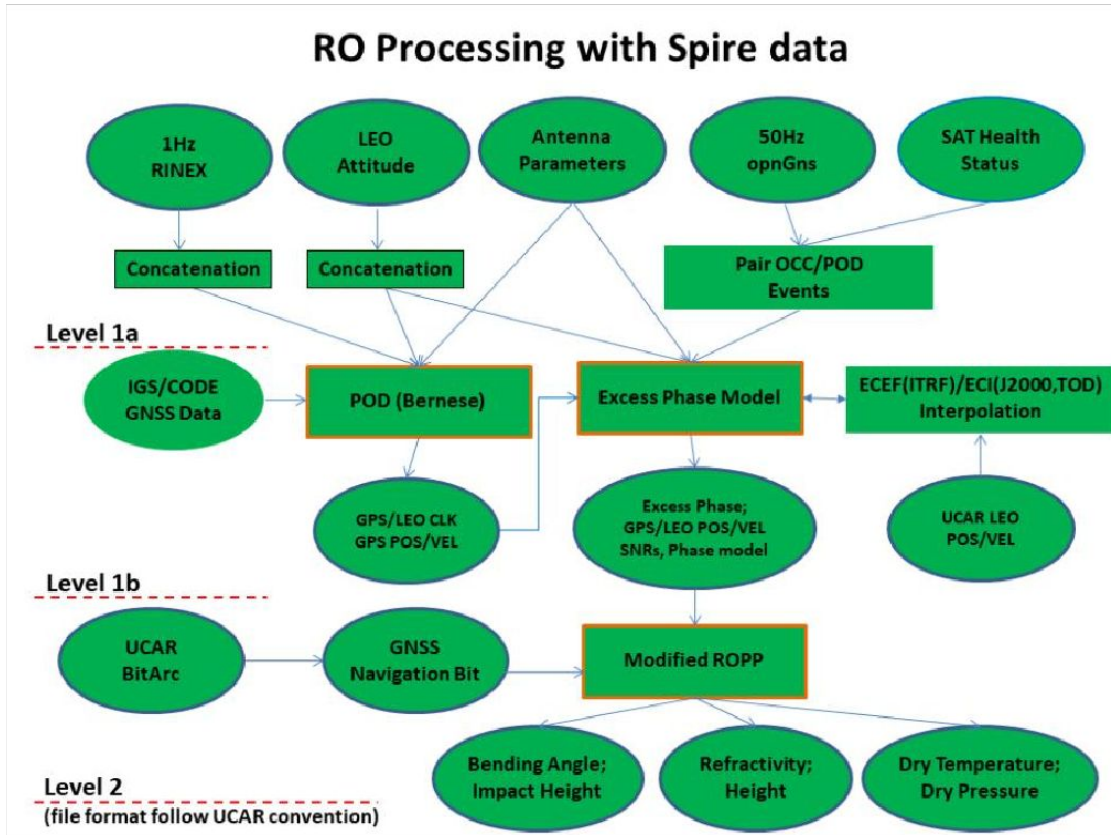 RO Processing with Spire data
1Hz
RINEX
LEO
Attitude
Antenna
Parameters
50Hz
opnGns
SAT Health
Status
Concatenation
Concatenation
Pair OCC/POD
Events
Level 1a
IGS/CODE
GNSS Data
POD (Bernese)
Excess Phase Model
ECEF(ITRF)/ECI(J2000,TOD)
Interpolation
GPS/LEO CLK
GPS POS/VEL
Excess Phase;
GPS/LEO POS/VEL
SNRs, Phase model
UCAR LEO
POS/VEL
Level 1b
UCAR
BitArc
GNSS
Navigation Bit
Modified ROPP
Bending Angle;
Impact Height
Refractivity;
Height
Dry Temperature;
Dry Pressure
Level 2
(file format follow UCAR convention)